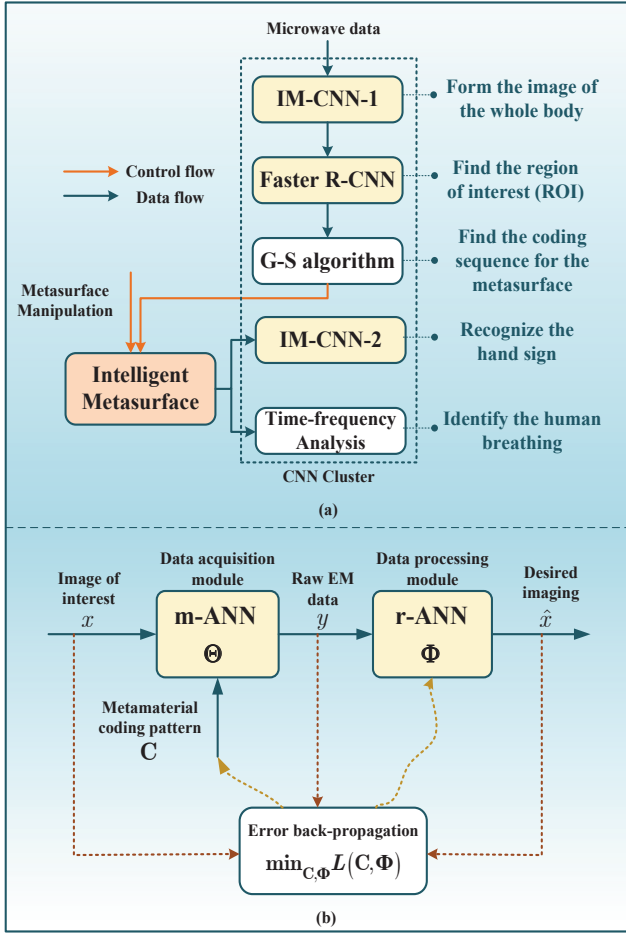 Microwave data
IM-CNN-1
Form the image of
the whole body
Control flow
Data flow
Faster R-CNN
Find the region
of interest (ROI)
G-S algorithm
Find the coding
sequence for the
metasurface
Metasurface
Manipulation
Intelligent
Metasurface
IM-CNN-2
Recognize the
hand sign
Time-frequency
Analysis
Identify the human
breathing
CNN Cluster
(a)
Image of
interest
x
Data acquisition
module
m-ANN
Θ
Raw EM
data
y
Data processing
module
r-ANN
Φ
Desired
imaging
x̂
Metamaterial
coding pattern
C
Error back-propagation
min_{C,Φ} L(C,Φ)
(b)